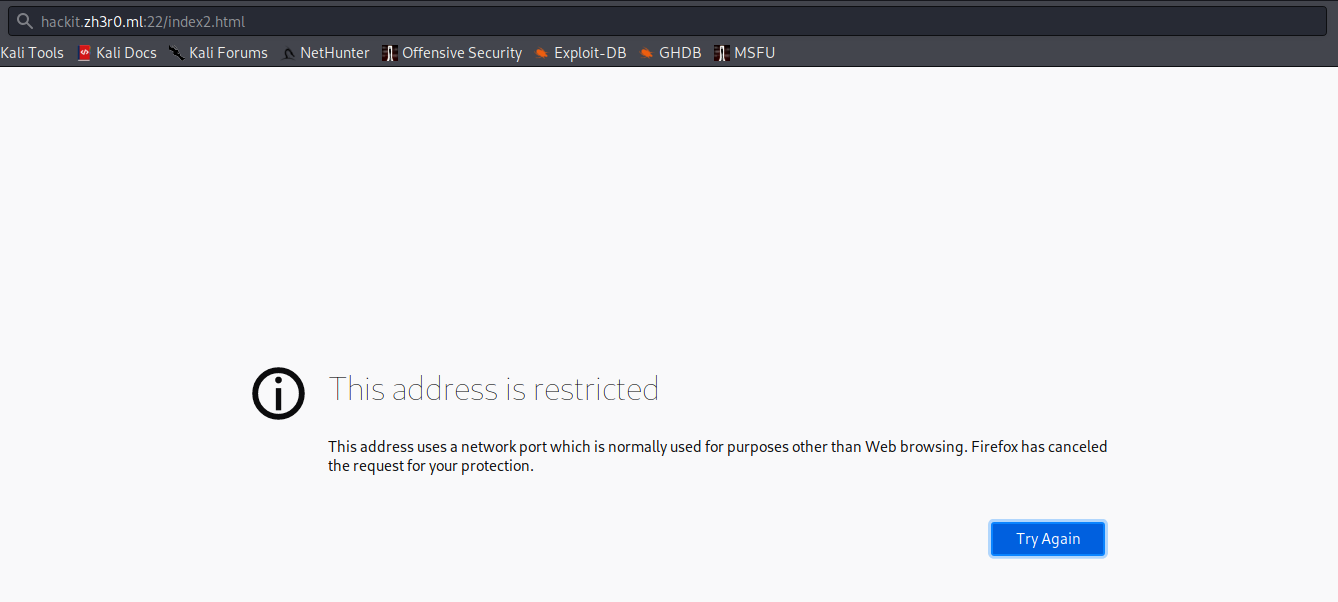 hackit.zh3r0.ml:22/index2.html
Kali Tools Kali Docs Kali Forums NetHunter Offensive Security Exploit-DB GHDB MSFU
This address is restricted
This address uses a network port which is normally used for purposes other than Web browsing. Firefox has canceled
the request for your protection.
Try Again